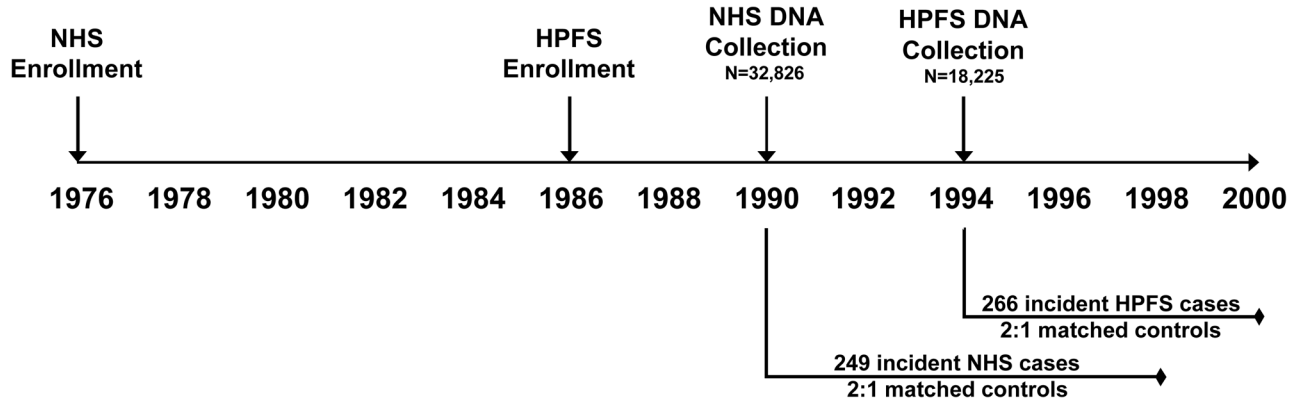 NHS
Enrollment
HPFS
Enrollment
NHS DNA
Collection
N=32,826
HPFS DNA
Collection
N=18,225
1976 1978 1980 1982 1984 1986 1988 1990 1992 1994 1996 1998 2000
266 incident HPFS cases
2:1 matched controls
249 incident NHS cases
2:1 matched controls